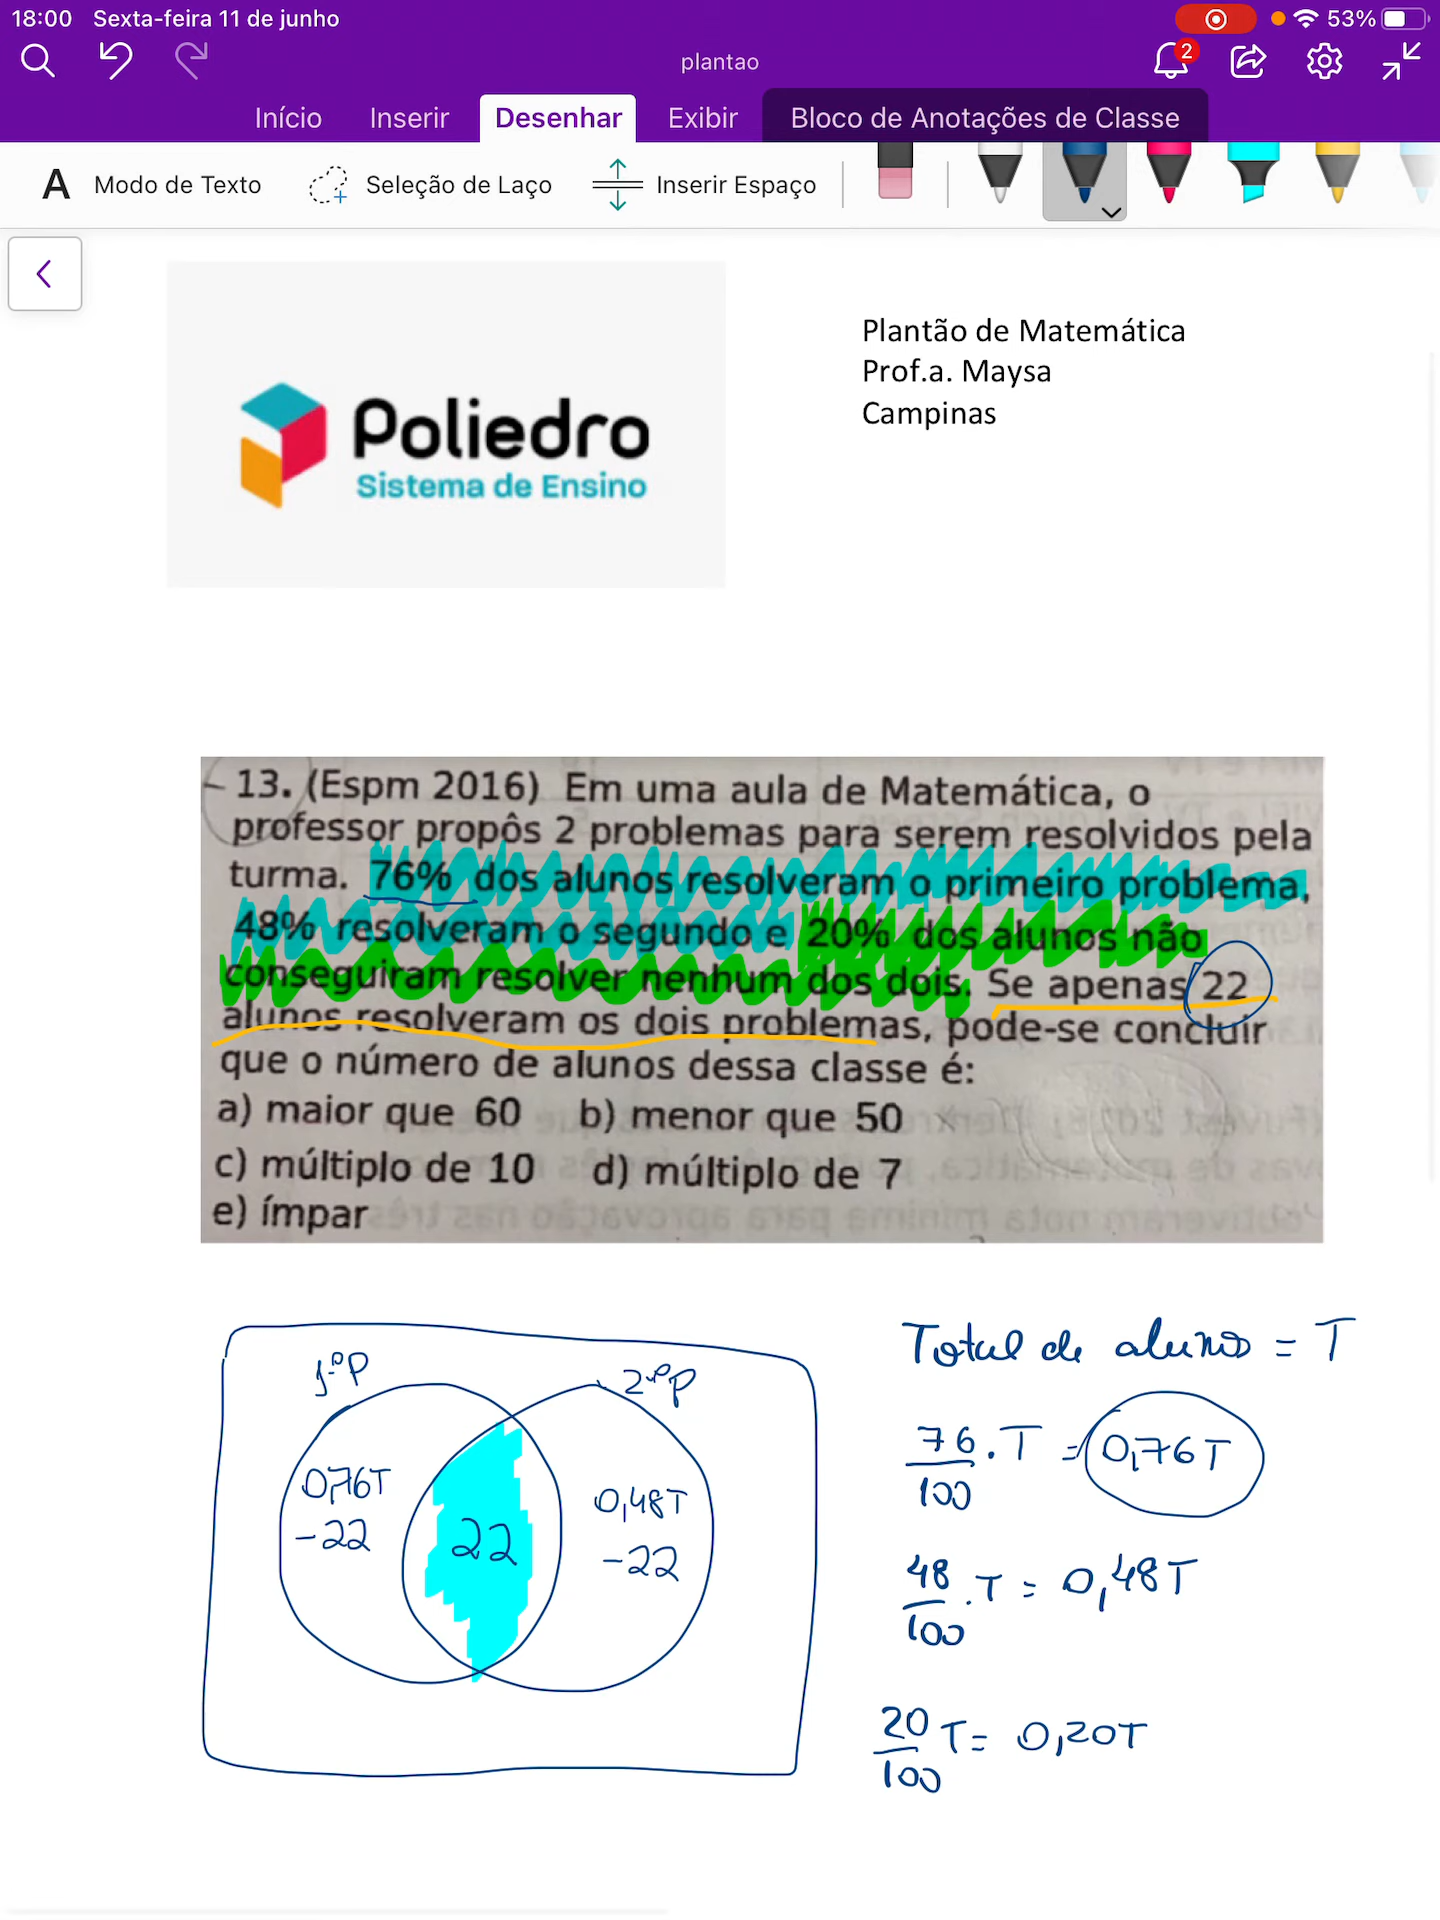 18:00 Sexta-feira 11 de junho
53%
2
plantao
Início Inserir Desenhar Exibir Bloco de Anotações de Classe
A Modo de Texto Seleção de Laço Inserir Espaço
Poliedro
Sistema de Ensino
Plantão de Matemática
Prof.a. Maysa
Campinas
13. (Espm 2016) Em uma aula de Matemática, o
professor propôs 2 problemas para serem resolvidos pela
turma. 76% dos alunos resolveram o primeiro problema,
48% resolveram o segundo e 20% dos alunos não
conseguiram resolver nenhum dos dois. Se apenas 22
alunos resolveram os dois problemas, pode-se concluir
que o número de alunos dessa classe é:
a) maior que 60 b) menor que 50
c) múltiplo de 10 d) múltiplo de 7
e) ímpar
1ºP
2ºP
0,76T
-22
22
0,48T
-22
Total de alunos = T
76/100 . T = 0,76T
48/100 . T = 0,48T
20/100 T = 0,20T